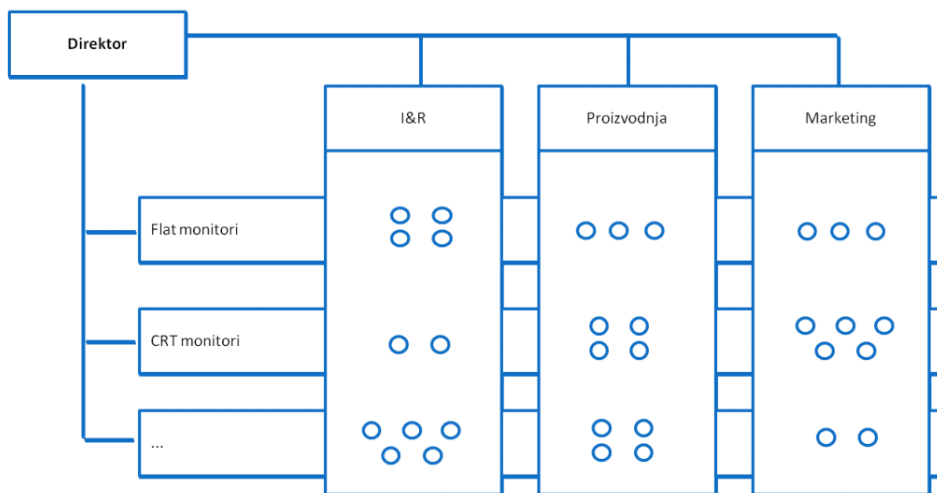 Direktor
I&R
Proizvodnja
Marketing
Flat monitori
CRT monitori
...